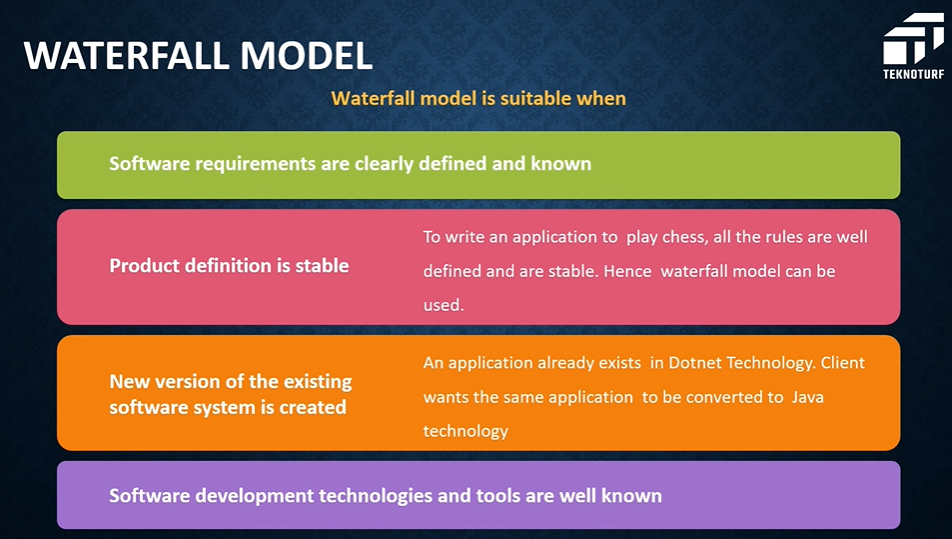 WATERFALL MODEL
TEKNOTURF
Waterfall model is suitable when
Software requirements are clearly defined and known
Product definition is stable
To write an application to play chess, all the rules are well
defined and are stable. Hence waterfall model can be
used.
New version of the existing
software system is created
An application already exists in Dotnet Technology. Client
wants the same application to be converted to Java
technology
Software development technologies and tools are well known